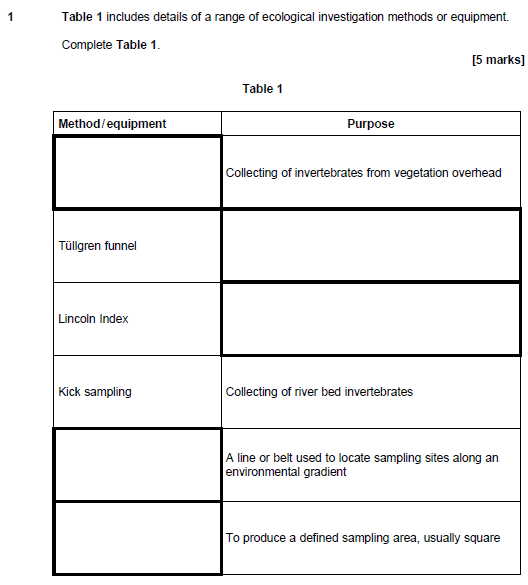 1 Table 1 includes details of a range of ecological investigation methods or equipment.
Complete Table 1.
[5 marks]
Table 1
Method/equipment Purpose
Collecting of invertebrates from vegetation overhead
Tüllgren funnel
Lincoln Index
Kick sampling Collecting of river bed invertebrates
A line or belt used to locate sampling sites along an
environmental gradient
To produce a defined sampling area, usually square